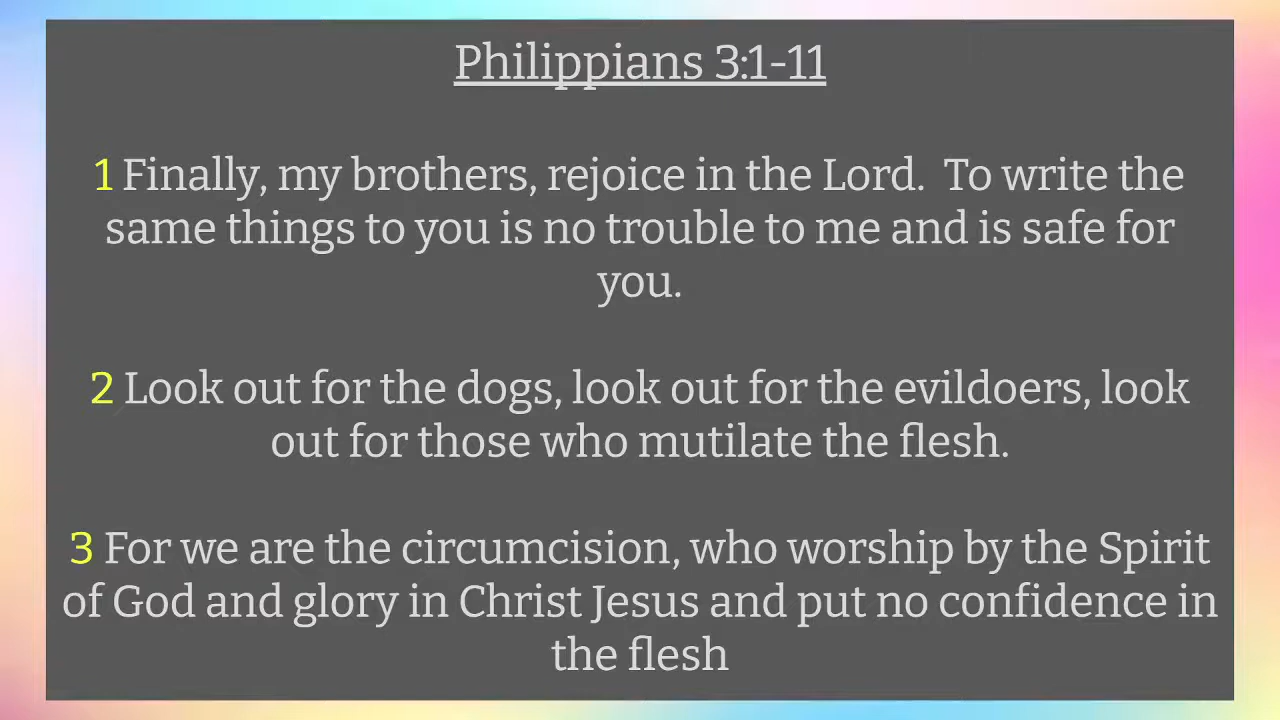 Philippians 3:1-11
1 Finally, my brothers, rejoice in the Lord.  To write the
same things to you is no trouble to me and is safe for
you.
2 Look out for the dogs, look out for the evildoers, look
out for those who mutilate the flesh.
3 For we are the circumcision, who worship by the Spirit
of God and glory in Christ Jesus and put no confidence in
the flesh